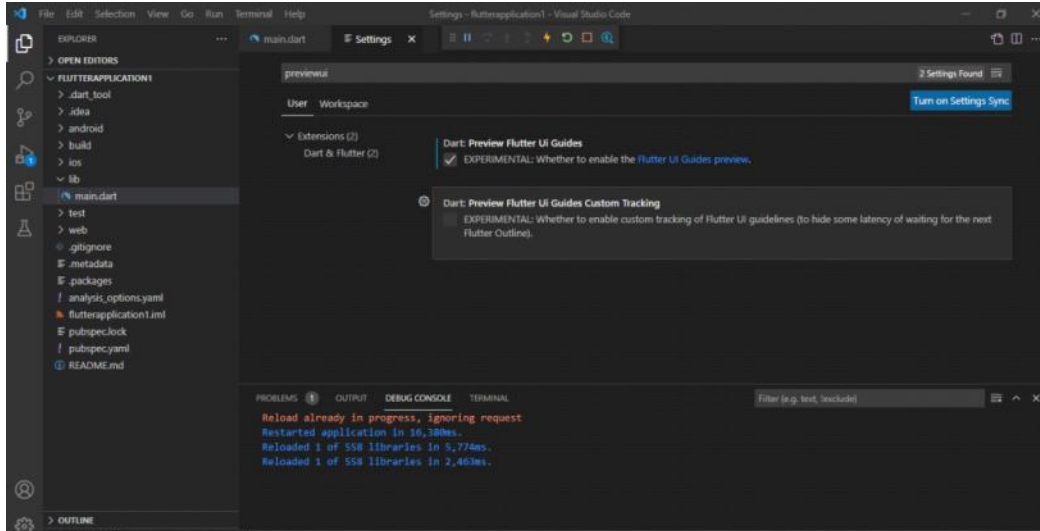 File Edit Selection View Go Run Terminal Help
Settings - flutterapplication1 - Visual Studio Code
EXPLORER
main.dart
Settings
OPEN EDITORS
FLUTTERAPPLICATION1
.dart_tool
.idea
android
build
ios
lib
main.dart
test
web
.gitignore
.metadata
.packages
analysis_options.yaml
flutterapplication1.iml
pubspec.lock
pubspec.yaml
README.md
OUTLINE
1
previewui
2 Settings Found
User Workspace
Turn on Settings Sync
Extensions (2)
Dart & Flutter (2)
Dart: Preview Flutter Ui Guides
EXPERIMENTAL: Whether to enable the Flutter UI Guides preview.
Dart: Preview Flutter Ui Guides Custom Tracking
EXPERIMENTAL: Whether to enable custom tracking of Flutter UI guidelines (to hide some latency of waiting for the next
Flutter Outline).
PROBLEMS 1 OUTPUT DEBUG CONSOLE TERMINAL
Filter (e.g. text, !exclude)
Reload already in progress, ignoring request
Restarted application in 16,380ms.
Reloaded 1 of 558 libraries in 5,774ms.
Reloaded 1 of 558 libraries in 2,463ms.